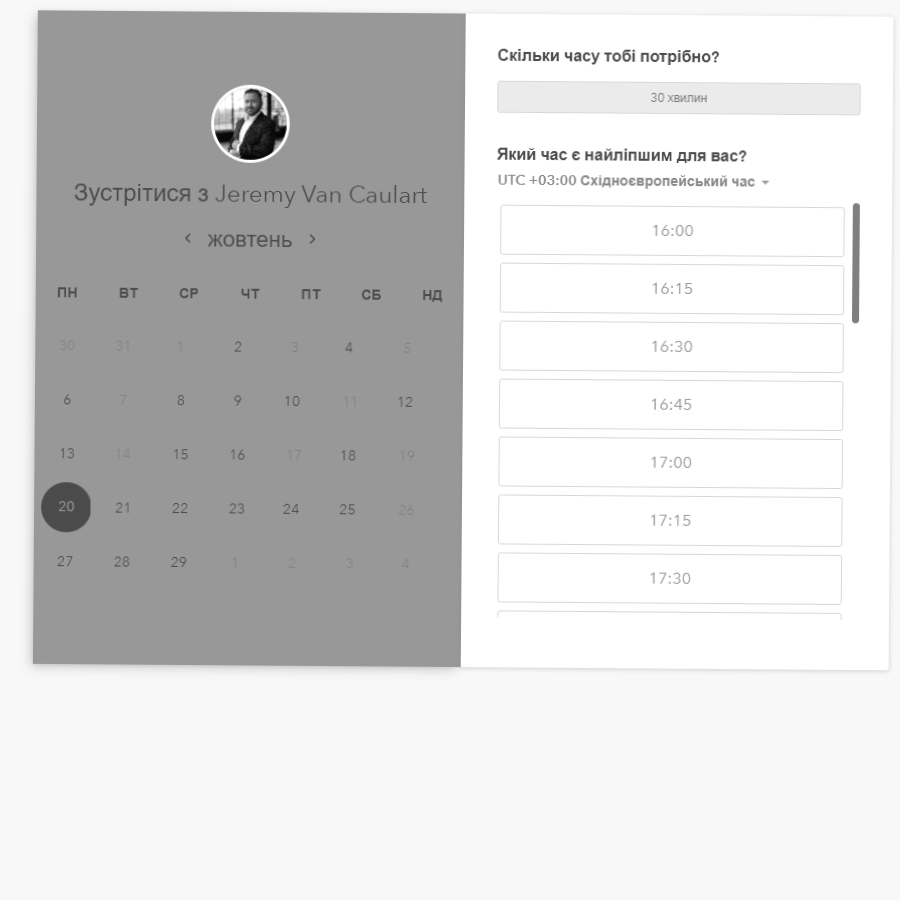 Зустрітися з Jeremy Van Caulart
жовтень
ПН ВТ СР ЧТ ПТ СБ НД
30 31 1 2 3 4 5
6 7 8 9 10 11 12
13 14 15 16 17 18 19
20 21 22 23 24 25 26
27 28 29 1 2 3 4
Скільки часу тобі потрібно?
30 хвилин
Який час є найліпшим для вас?
UTC +03:00 Східноєвропейський час
16:00
16:15
16:30
16:45
17:00
17:15
17:30